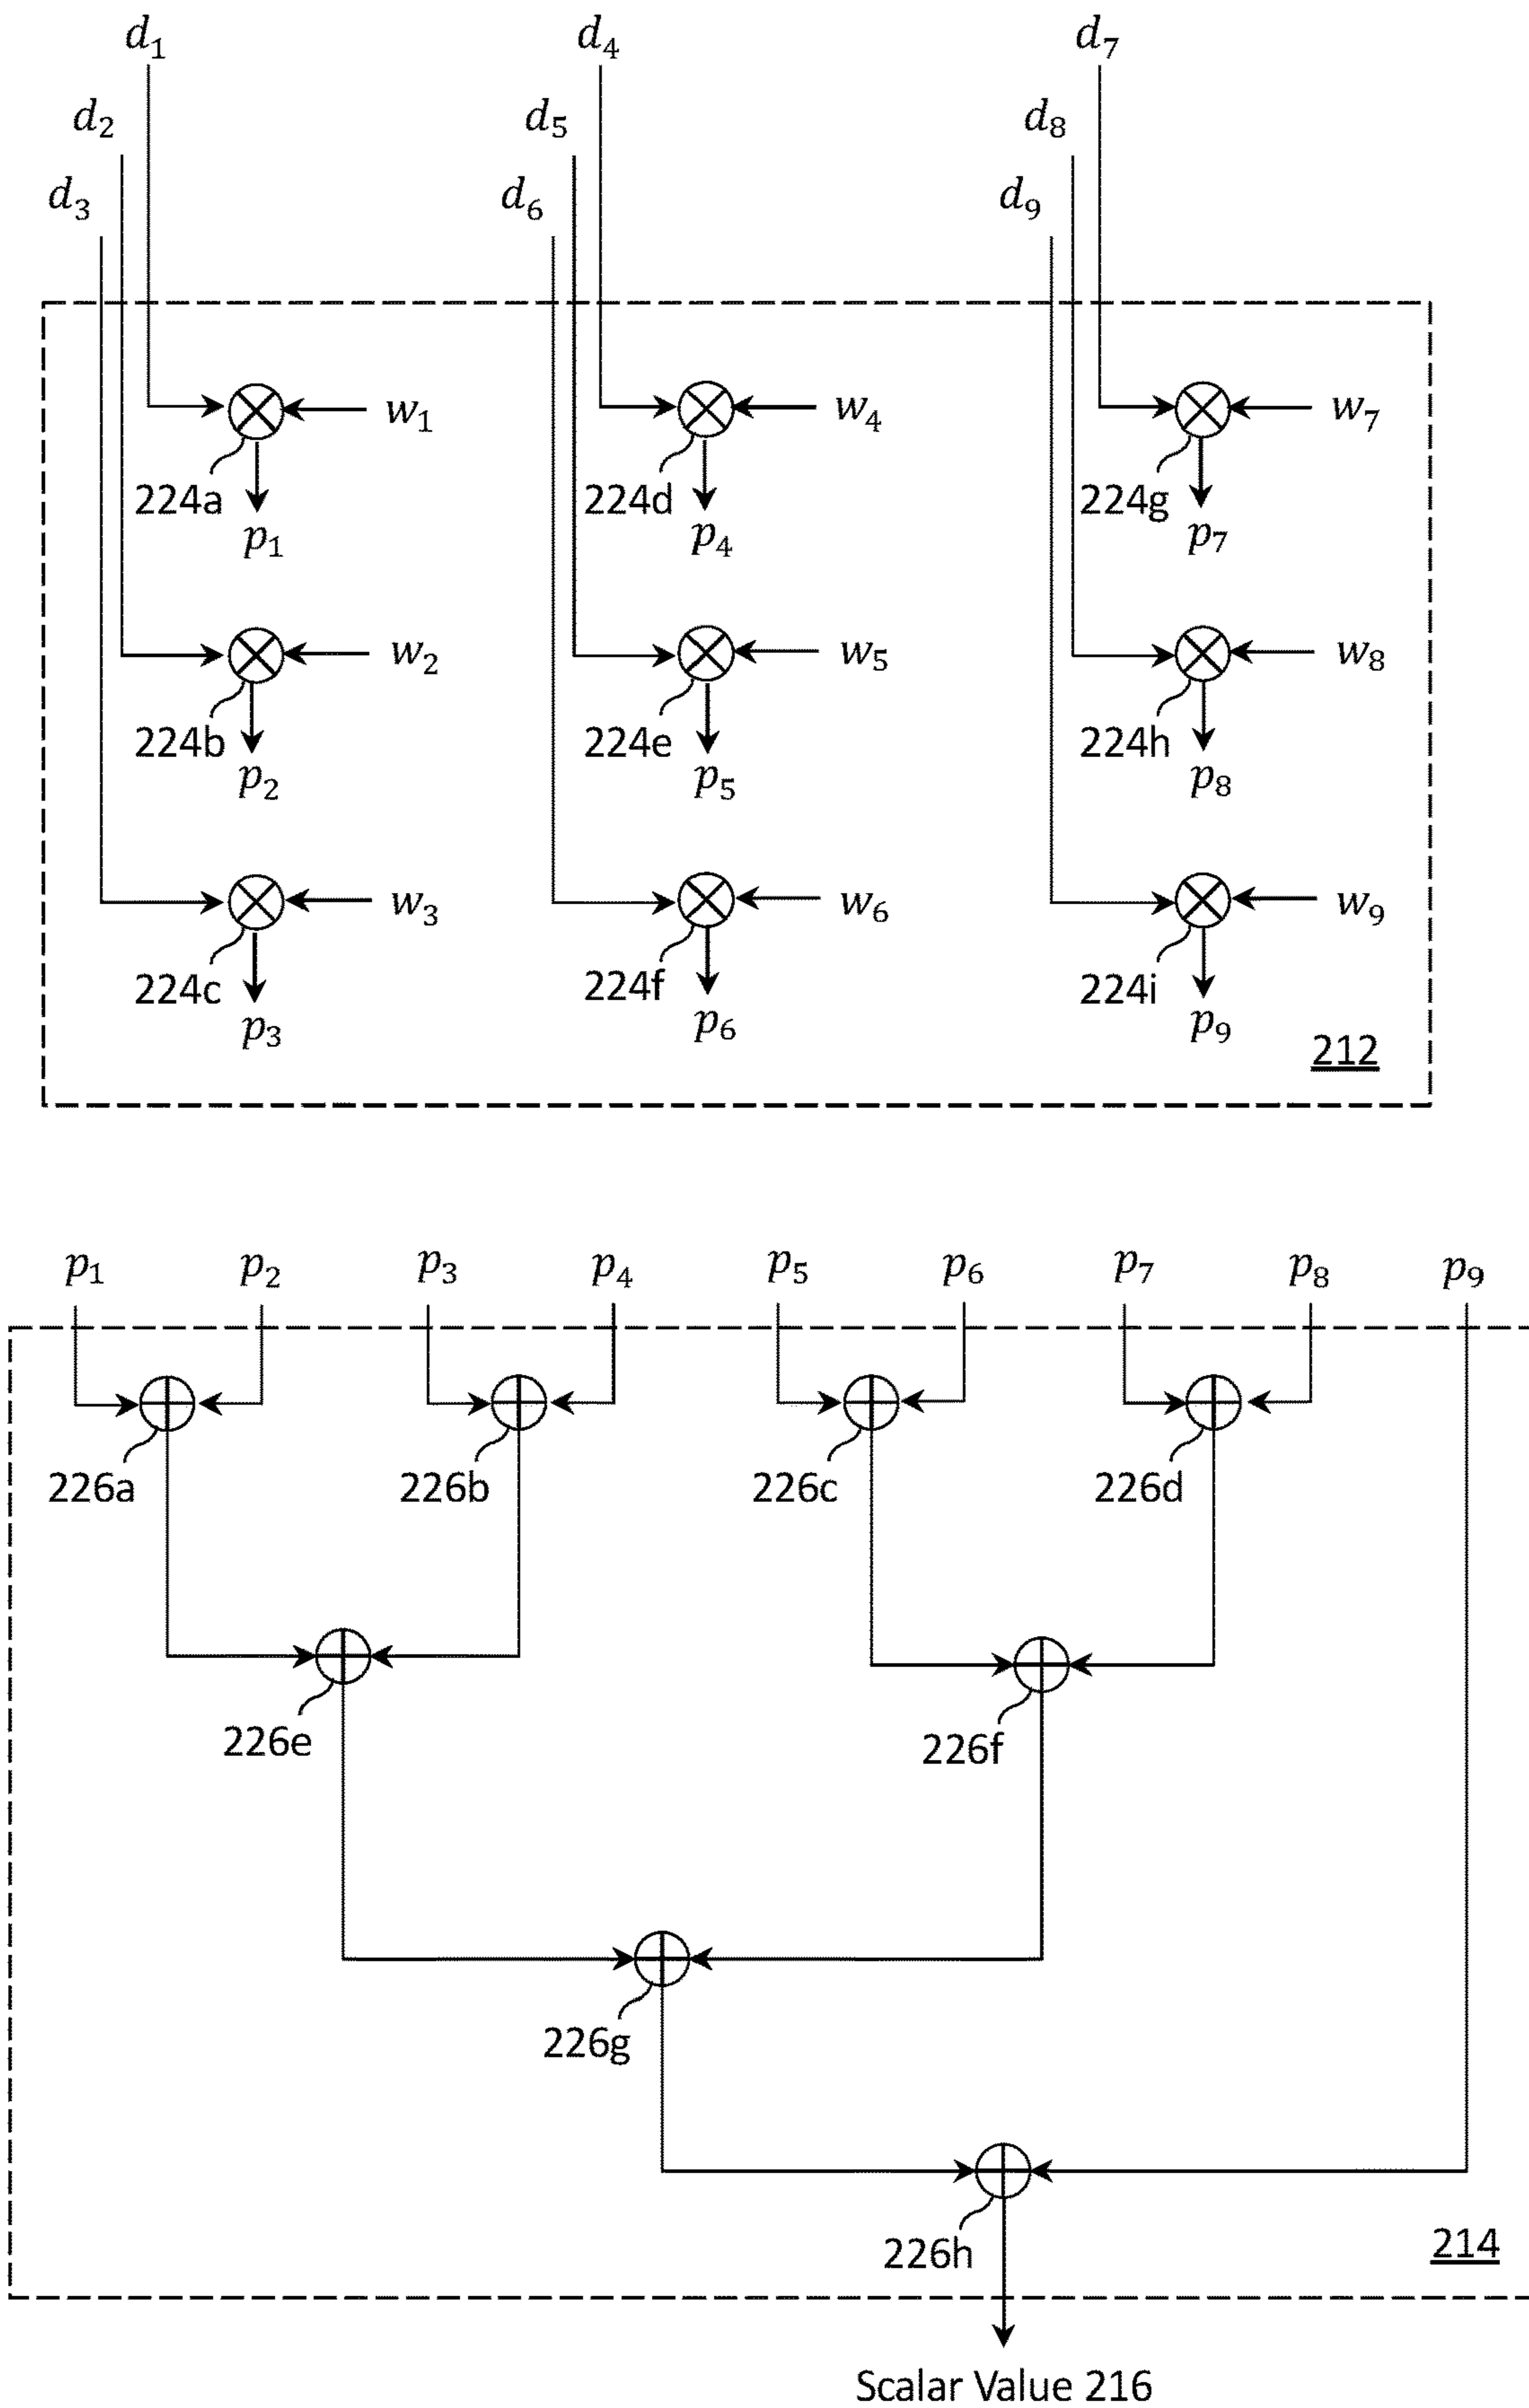 d₁ d₄ d₇
d₂ d₅ d₈
d₃ d₆ d₉
w₁ w₄ w₇
224a 224d 224g
p₁ p₄ p₇
w₂ w₅ w₈
224b 224e 224h
p₂ p₅ p₈
w₃ w₆ w₉
224c 224f 224i
p₃ p₆ p₉
212
p₁ p₂ p₃ p₄ p₅ p₆ p₇ p₈ p₉
226a 226b 226c 226d
226e 226f
226g
226h
214
Scalar Value 216